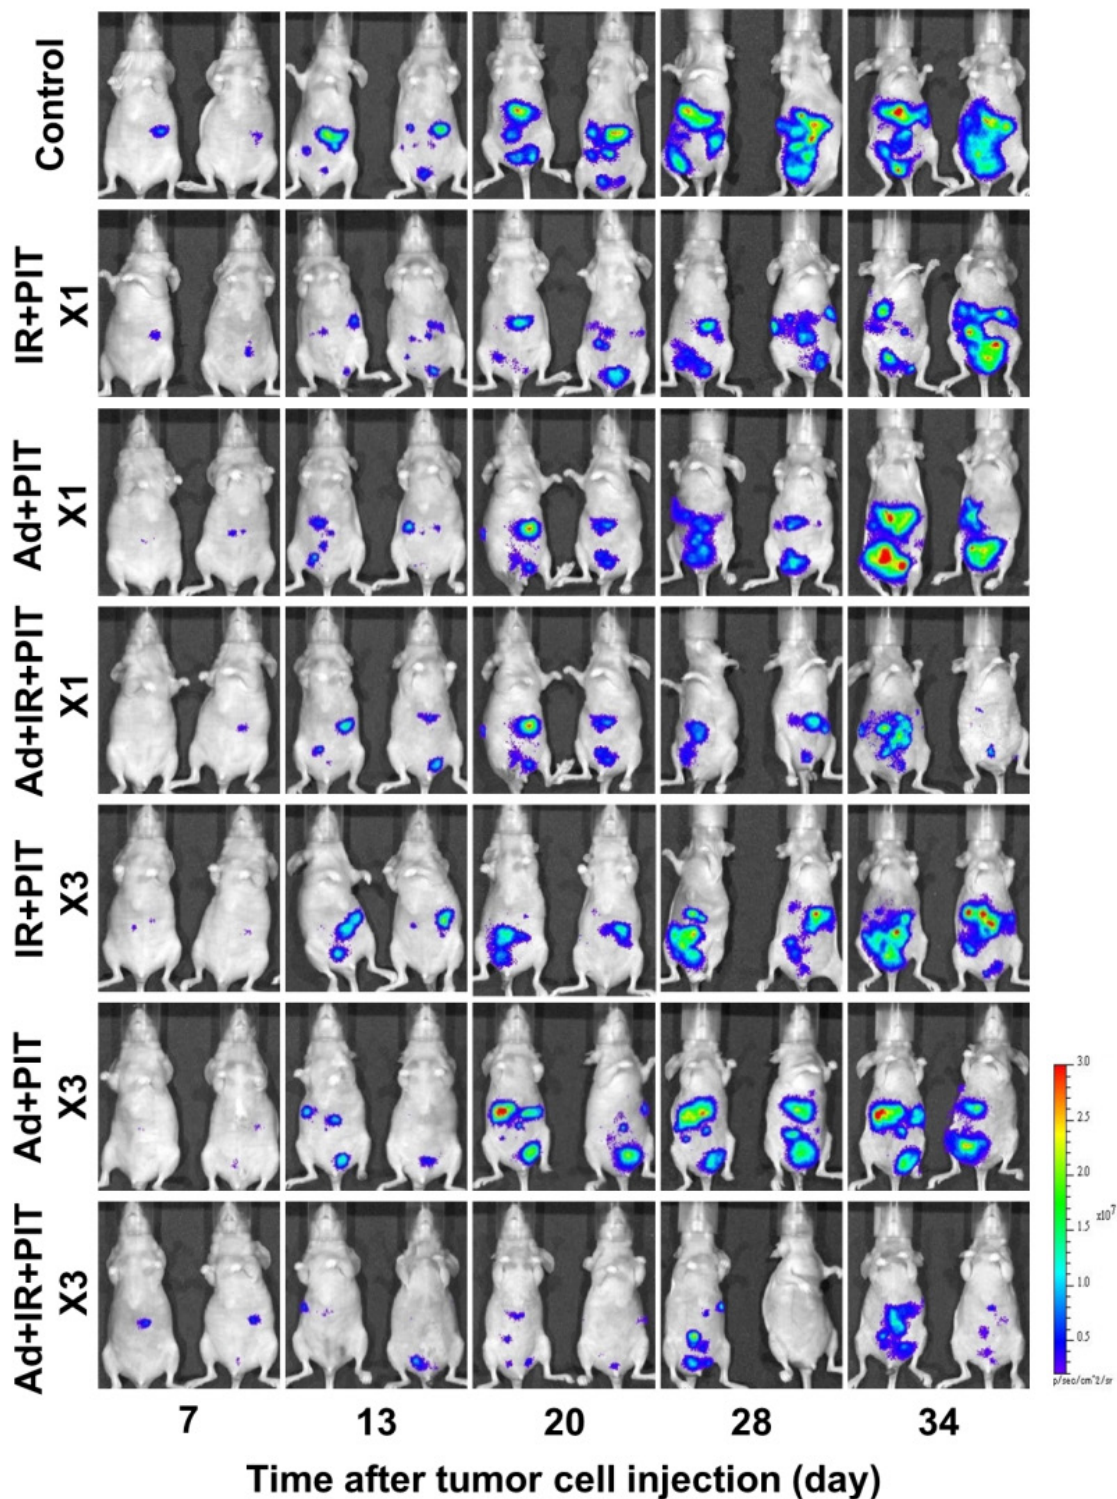 Control
IR+PIT
X1
Ad+PIT
X1
Ad+IR+PIT
X1
IR+PIT
X3
Ad+PIT
X3
Ad+IR+PIT
X3
3.0
2.5
2.0
1.5
x10^7
1.0
0.5
p/sec/cm^2/sr
7 13 20 28 34
Time after tumor cell injection (day)